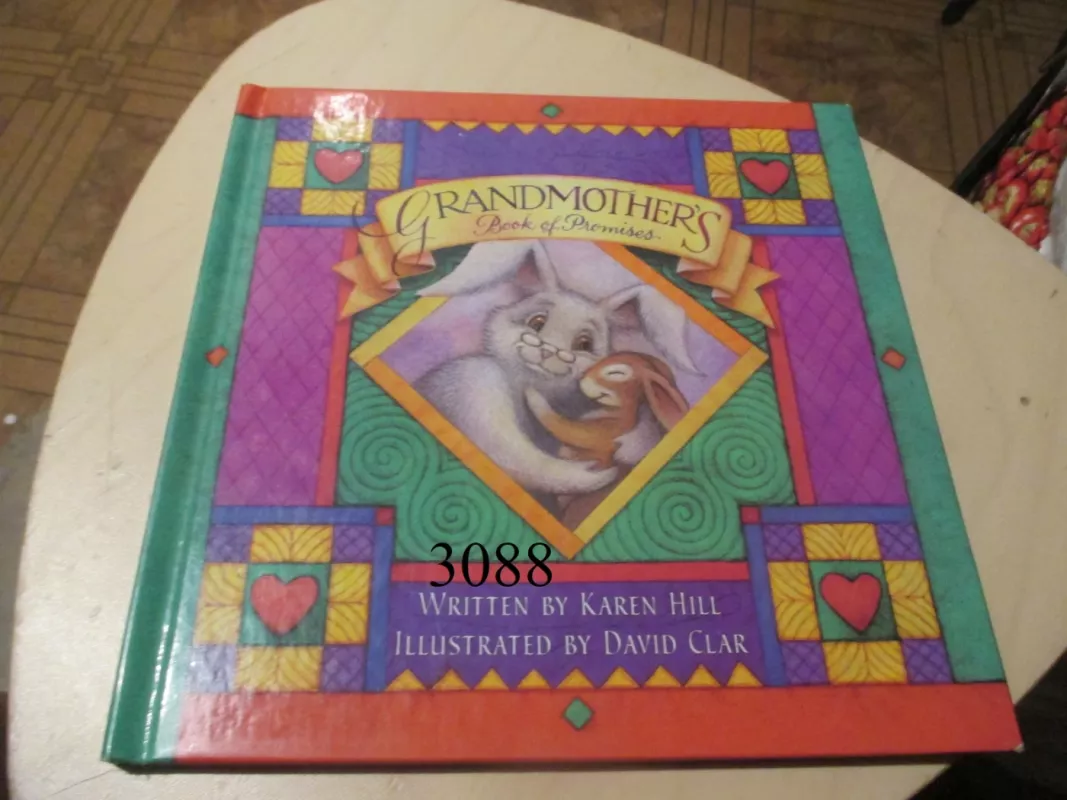 GRANDMOTHER'S
Book of Promises
3088
WRITTEN BY KAREN HILL
ILLUSTRATED BY DAVID CLAR